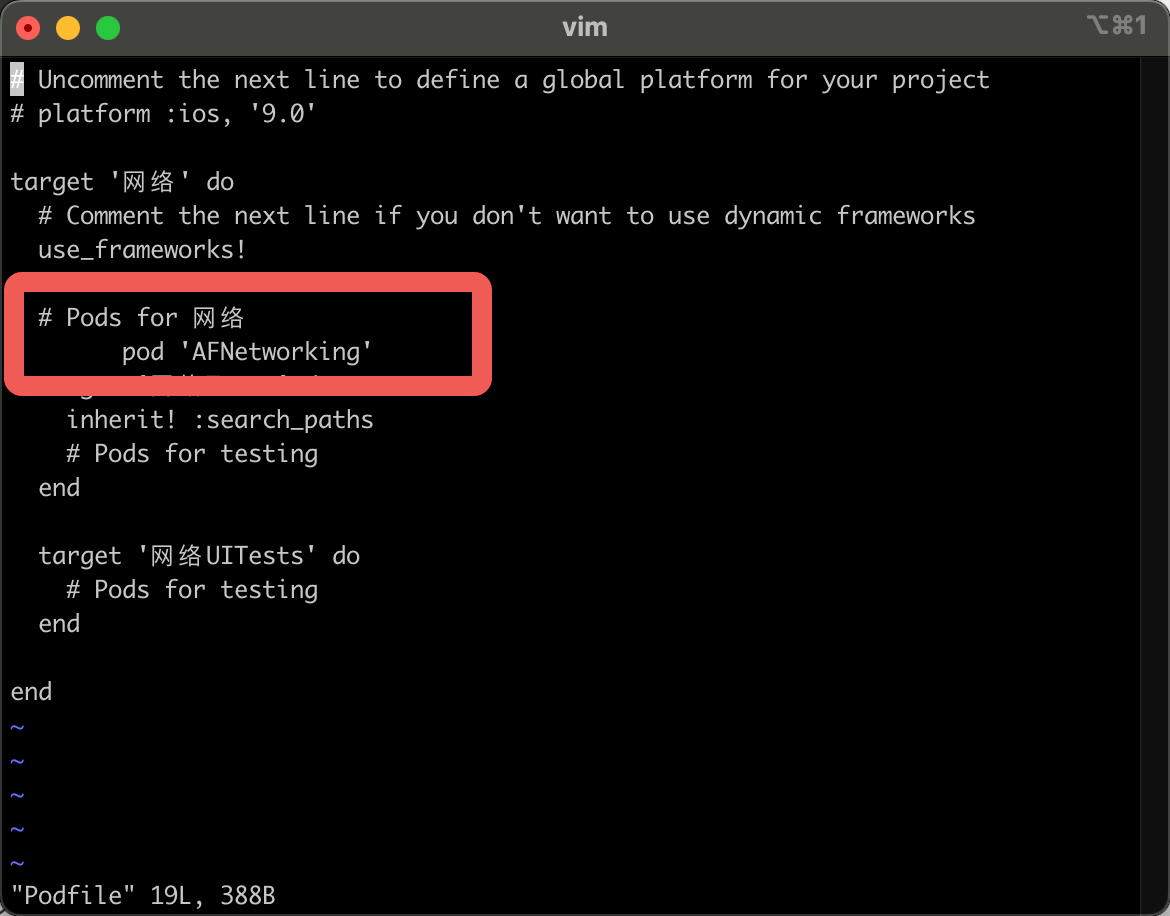 vim
⌥⌘1
# Uncomment the next line to define a global platform for your project
# platform :ios, '9.0'
target '网络' do
# Comment the next line if you don't want to use dynamic frameworks
use_frameworks!
# Pods for 网络
pod 'AFNetworking'
inherit! :search_paths
# Pods for testing
end
target '网络UITests' do
# Pods for testing
end
end
~
~
~
~
~
"Podfile" 19L, 388B